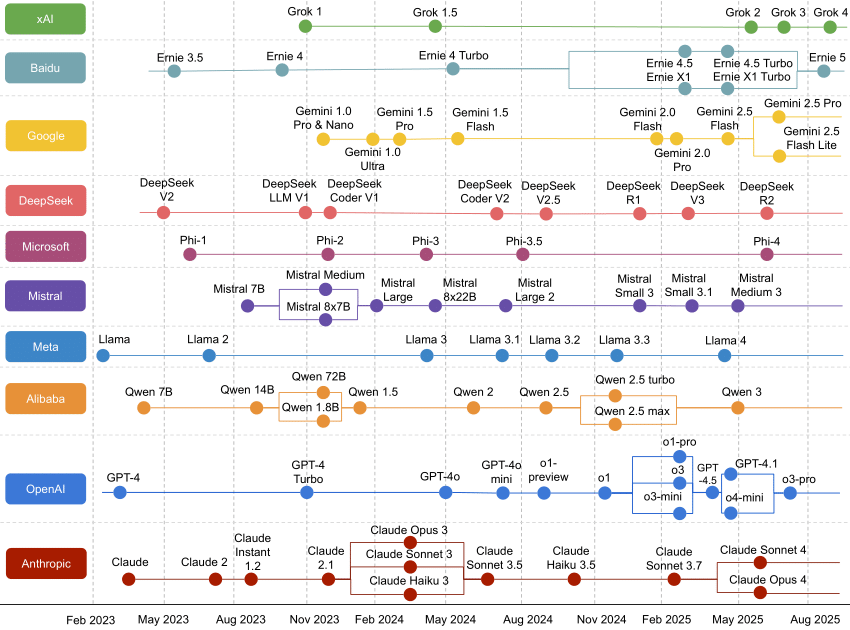 xAI
Grok 1
Grok 1.5
Grok 2
Grok 3
Grok 4
Baidu
Ernie 3.5
Ernie 4
Ernie 4 Turbo
Ernie 4.5
Ernie X1
Ernie 4.5 Turbo
Ernie X1 Turbo
Ernie 5
Google
Gemini 1.0
Pro & Nano
Gemini 1.0
Ultra
Gemini 1.5
Pro
Gemini 1.5
Flash
Gemini 2.0
Flash
Gemini 2.0
Pro
Gemini 2.5
Flash
Gemini 2.5 Pro
Gemini 2.5
Flash Lite
DeepSeek
DeepSeek
V2
DeepSeek
LLM V1
DeepSeek
Coder V1
DeepSeek
Coder V2
DeepSeek
V2.5
DeepSeek
R1
DeepSeek
V3
DeepSeek
R2
Microsoft
Phi-1
Phi-2
Phi-3
Phi-3.5
Phi-4
Mistral
Mistral 7B
Mistral Medium
Mistral 8x7B
Mistral
Large
Mistral
8x22B
Mistral
Large 2
Mistral
Small 3
Mistral
Small 3.1
Mistral
Medium 3
Meta
Llama
Llama 2
Llama 3
Llama 3.1
Llama 3.2
Llama 3.3
Llama 4
Alibaba
Qwen 7B
Qwen 14B
Qwen 72B
Qwen 1.8B
Qwen 1.5
Qwen 2
Qwen 2.5
Qwen 2.5 turbo
Qwen 2.5 max
Qwen 3
OpenAI
GPT-4
GPT-4
Turbo
GPT-4o
GPT-4o
mini
o1-
preview
o1
o1-pro
o3
o3-mini
GPT
-4.5
GPT-4.1
o4-mini
o3-pro
Anthropic
Claude
Claude 2
Claude
Instant
1.2
Claude
2.1
Claude Opus 3
Claude Sonnet 3
Claude Haiku 3
Claude
Sonnet 3.5
Claude
Haiku 3.5
Claude
Sonnet 3.7
Claude Sonnet 4
Claude Opus 4
Feb 2023
May 2023
Aug 2023
Nov 2023
Feb 2024
May 2024
Aug 2024
Nov 2024
Feb 2025
May 2025
Aug 2025